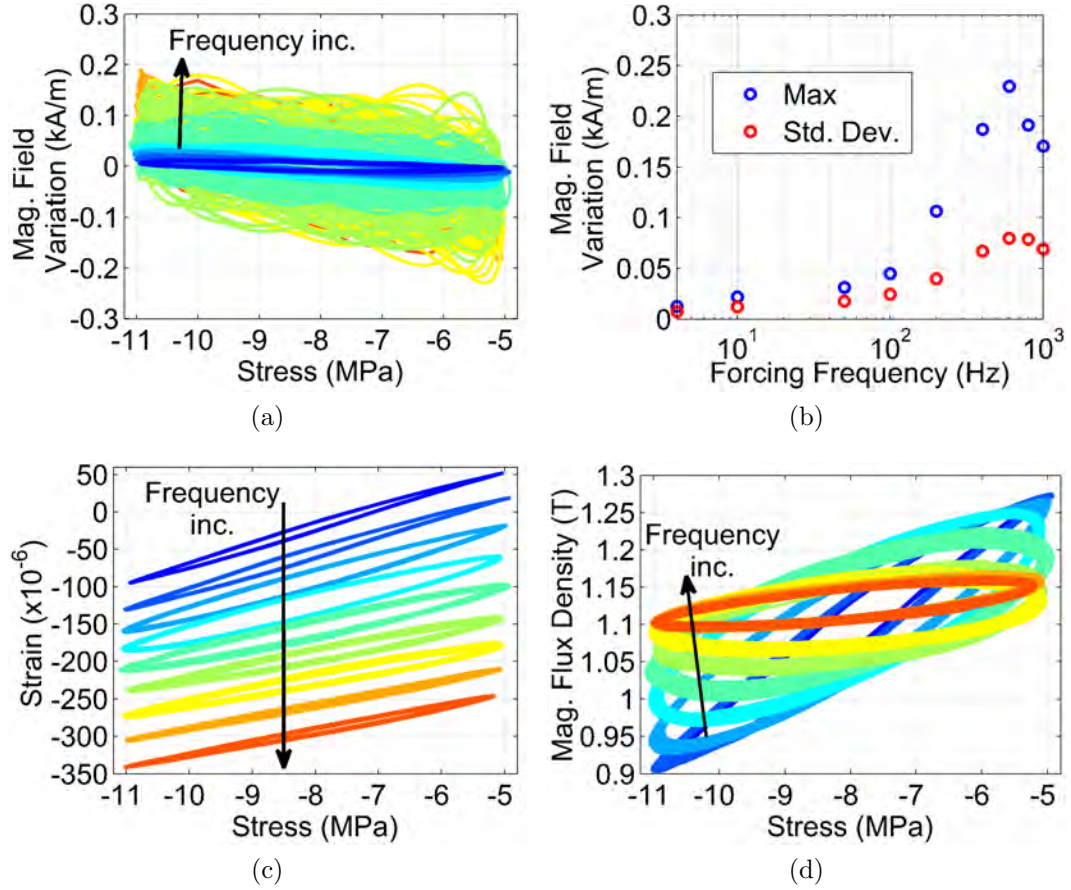 0.3
0.2
0.1
0
-0.1
-0.2
-0.3
Mag. Field
Variation (kA/m)
Frequency inc.
-11 -10 -9 -8 -7 -6 -5
Stress (MPa)
(a)
0.3
0.25
0.2
0.15
0.1
0.05
0
Mag. Field
Variation (kA/m)
Max
Std. Dev.
10^1 10^2 10^3
Forcing Frequency (Hz)
(b)
50
0
-50
-100
-150
-200
-250
-300
-350
Strain (x10^-6)
Frequency
inc.
-11 -10 -9 -8 -7 -6 -5
Stress (MPa)
(c)
1.3
1.25
1.2
1.15
1.1
1.05
1
0.95
0.9
Mag. Flux Density (T)
Frequency
inc.
-11 -10 -9 -8 -7 -6 -5
Stress (MPa)
(d)